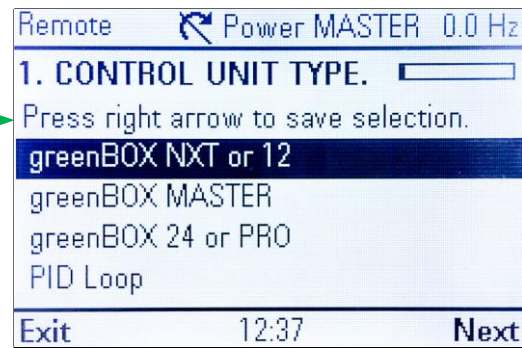 Remote Power MASTER 0.0 Hz
1. CONTROL UNIT TYPE.
Press right arrow to save selection.
greenBOX NXT or 12
greenBOX MASTER
greenBOX 24 or PRO
PID Loop
Exit 12:37 Next